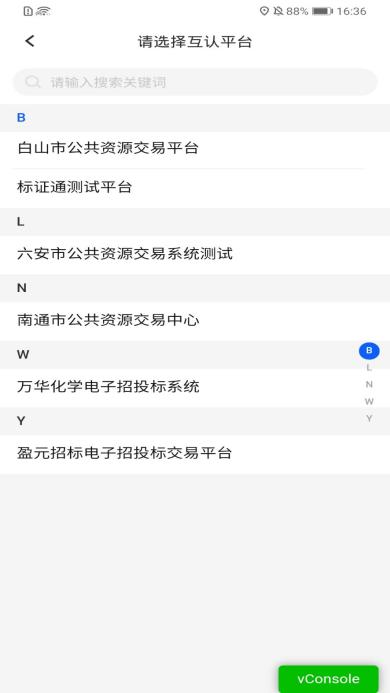 88% 16:36
请选择互认平台
请输入搜索关键词
B
白山市公共资源交易平台
标证通测试平台
L
六安市公共资源交易系统测试
N
南通市公共资源交易中心
W
万华化学电子招投标系统
Y
盈元招标电子招投标交易平台
B
L
N
W
Y
vConsole